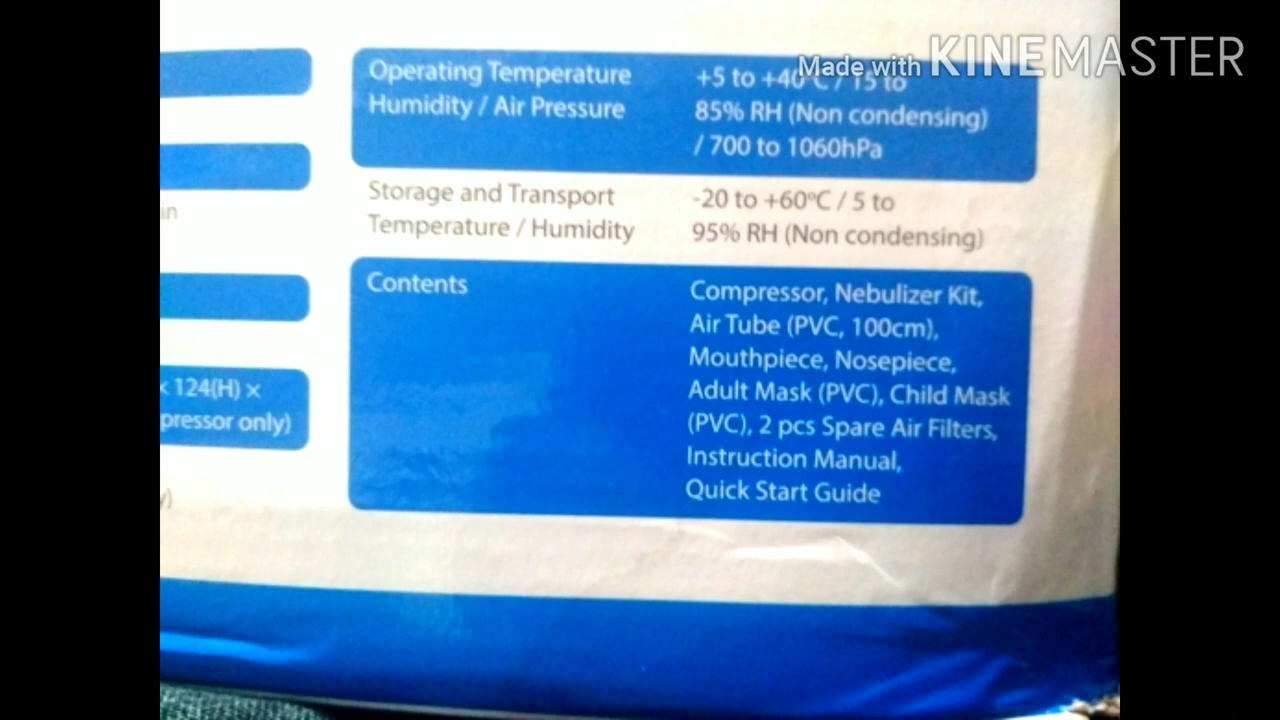 Made with KINEMASTER
in
124(H) ×
pressor only)
Operating Temperature
Humidity / Air Pressure
+5 to +40°C / 15 to
85% RH (Non condensing)
/ 700 to 1060hPa
Storage and Transport
Temperature / Humidity
-20 to +60ºC / 5 to
95% RH (Non condensing)
Contents
Compressor, Nebulizer Kit,
Air Tube (PVC, 100cm),
Mouthpiece, Nosepiece,
Adult Mask (PVC), Child Mask
(PVC), 2 pcs Spare Air Filters,
Instruction Manual,
Quick Start Guide